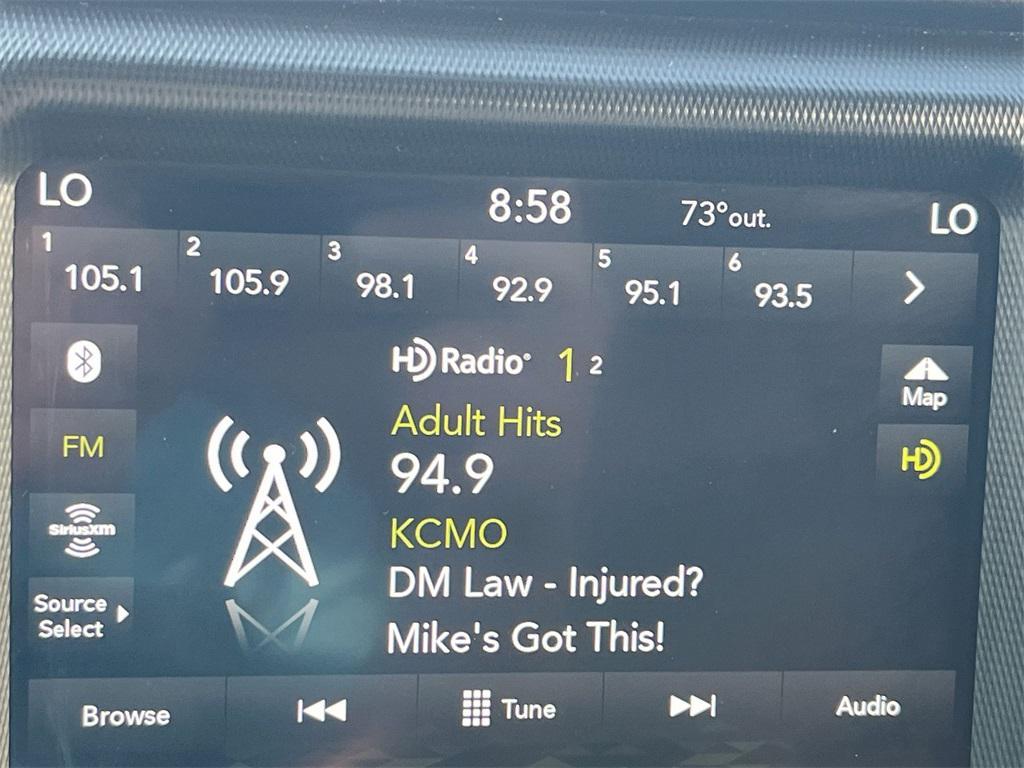 LO 8:58 73°out. LO
1 105.1 2 105.9 3 98.1 4 92.9 5 95.1 6 93.5
HD Radio 1 2
Map
Adult Hits
FM
94.9
HD
SiriusXM
KCMO
DM Law - Injured?
Source
Select
Mike's Got This!
Browse Tune Audio